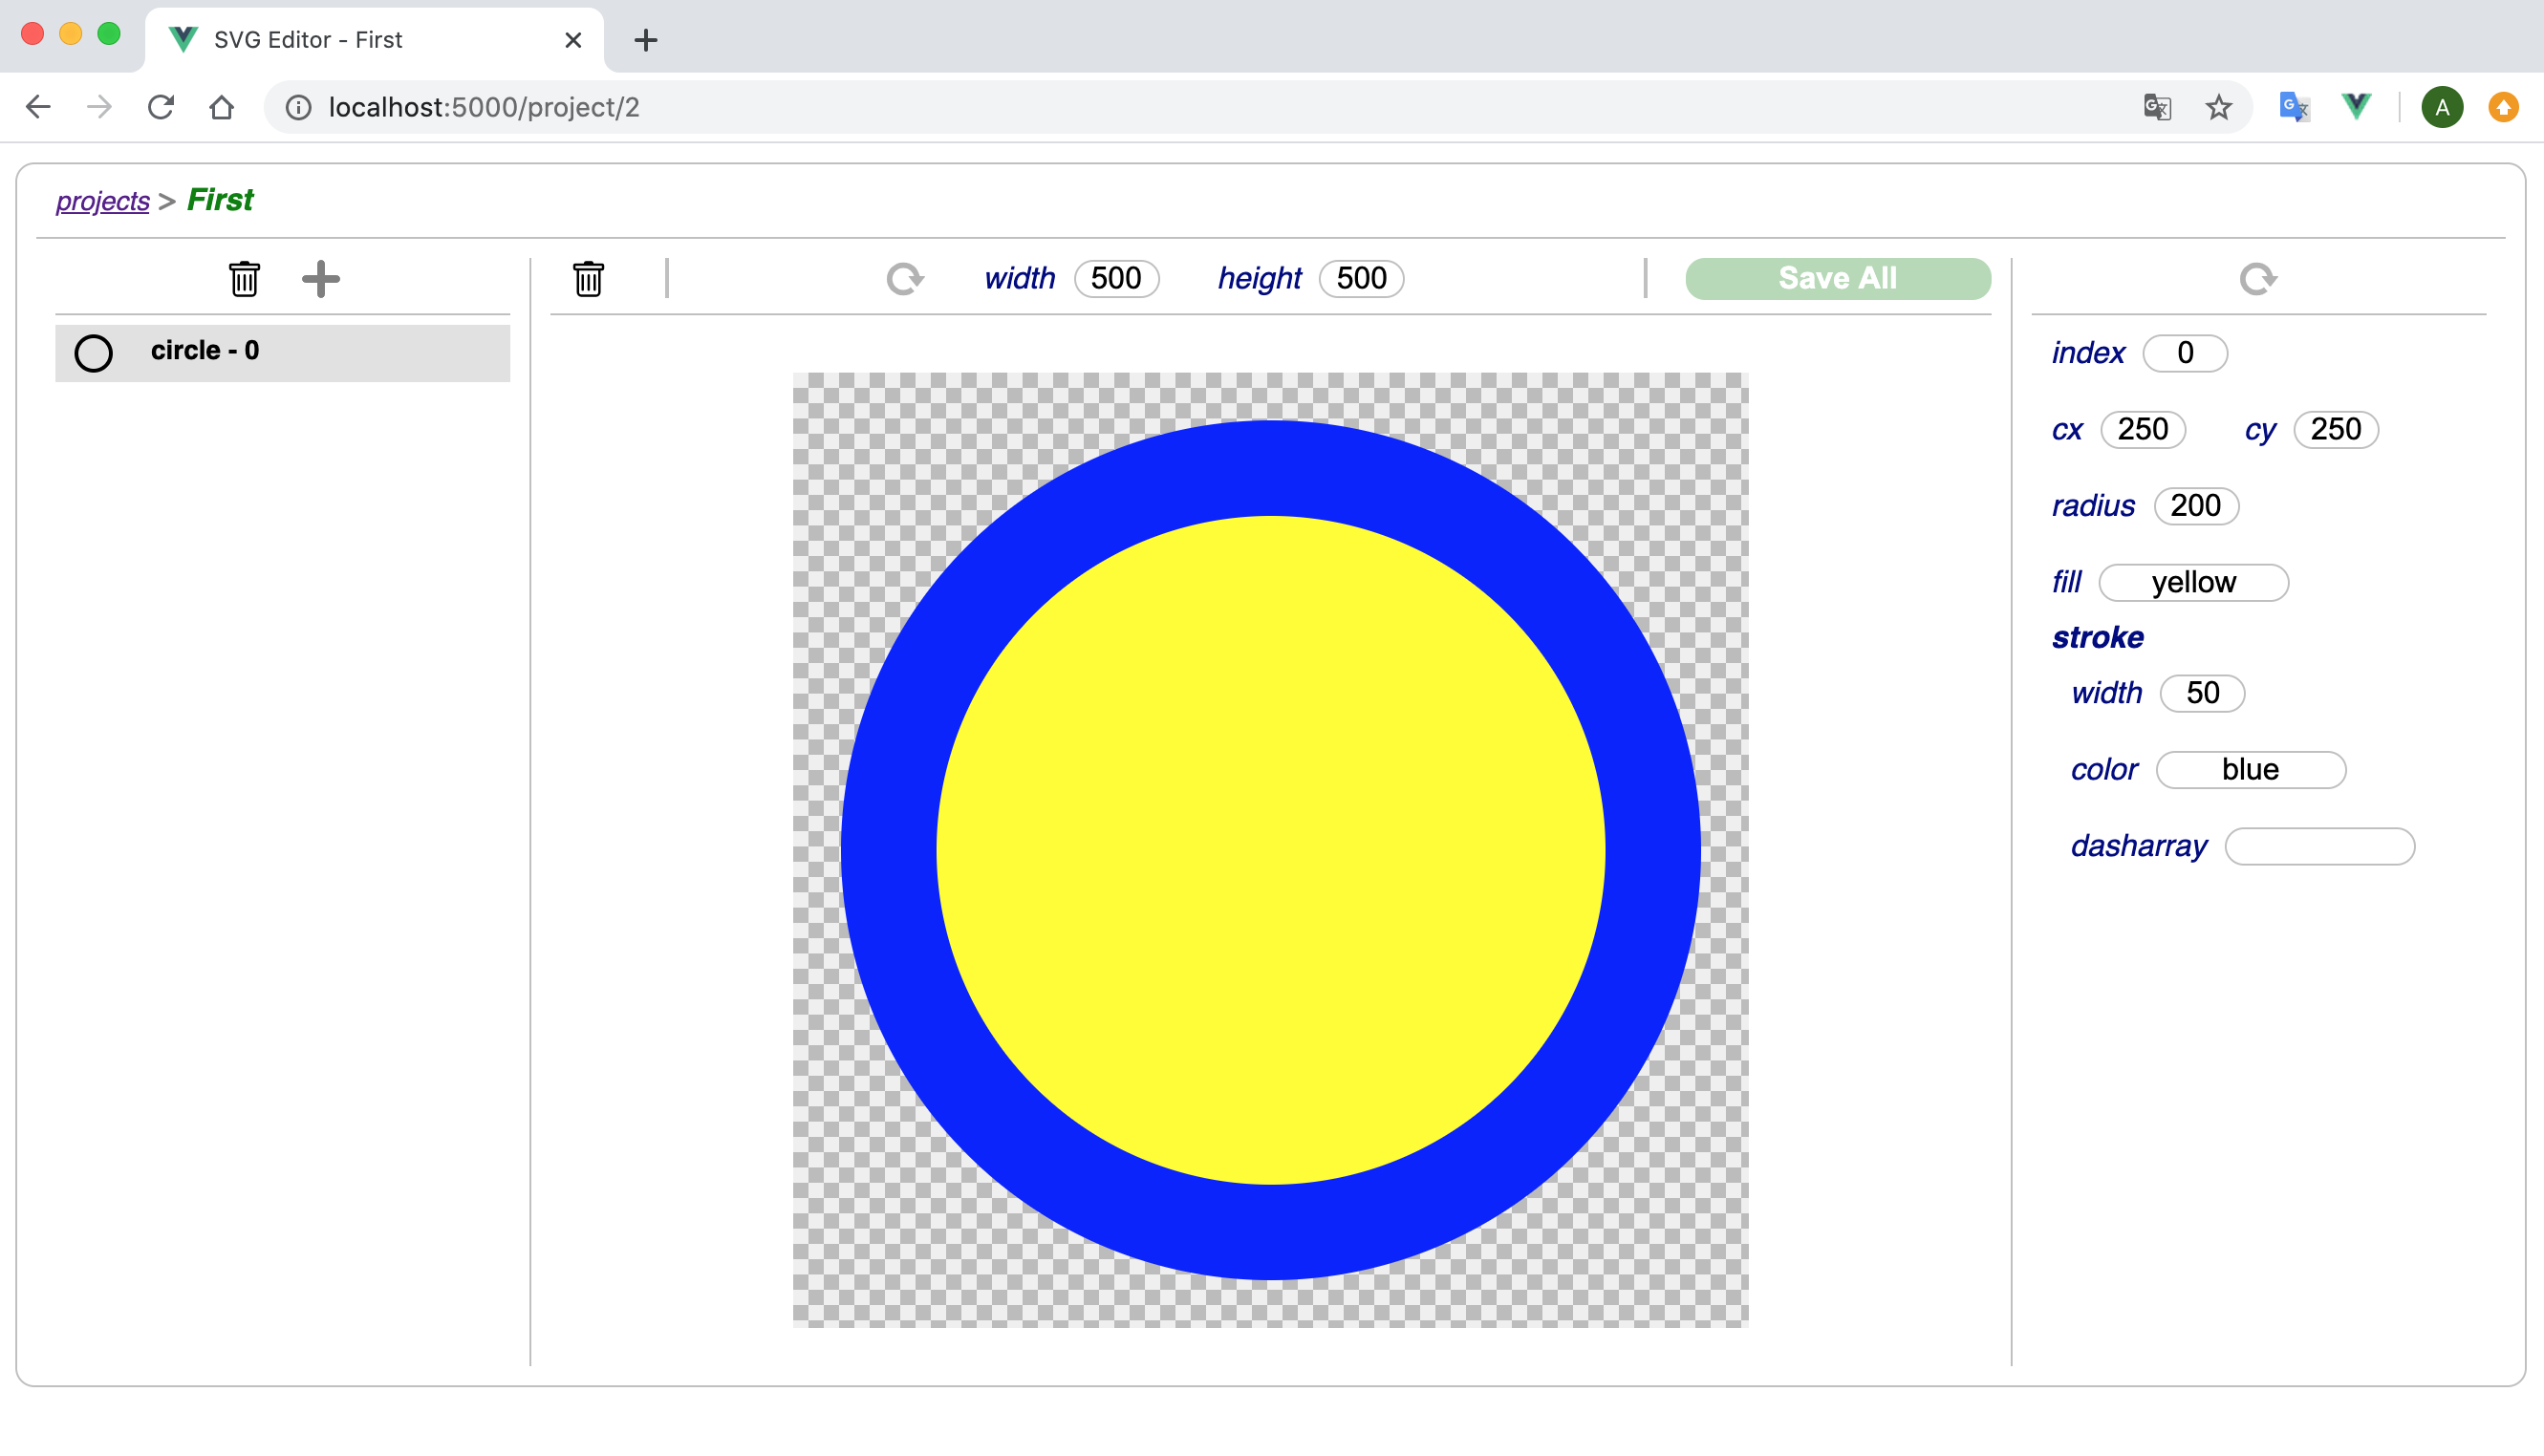 SVG Editor - First
localhost:5000/project/2
A
projects > First
width 500 height 500 Save All
circle - 0
index 0
cx 250 cy 250
radius 200
fill yellow
stroke
width 50
color blue
dasharray